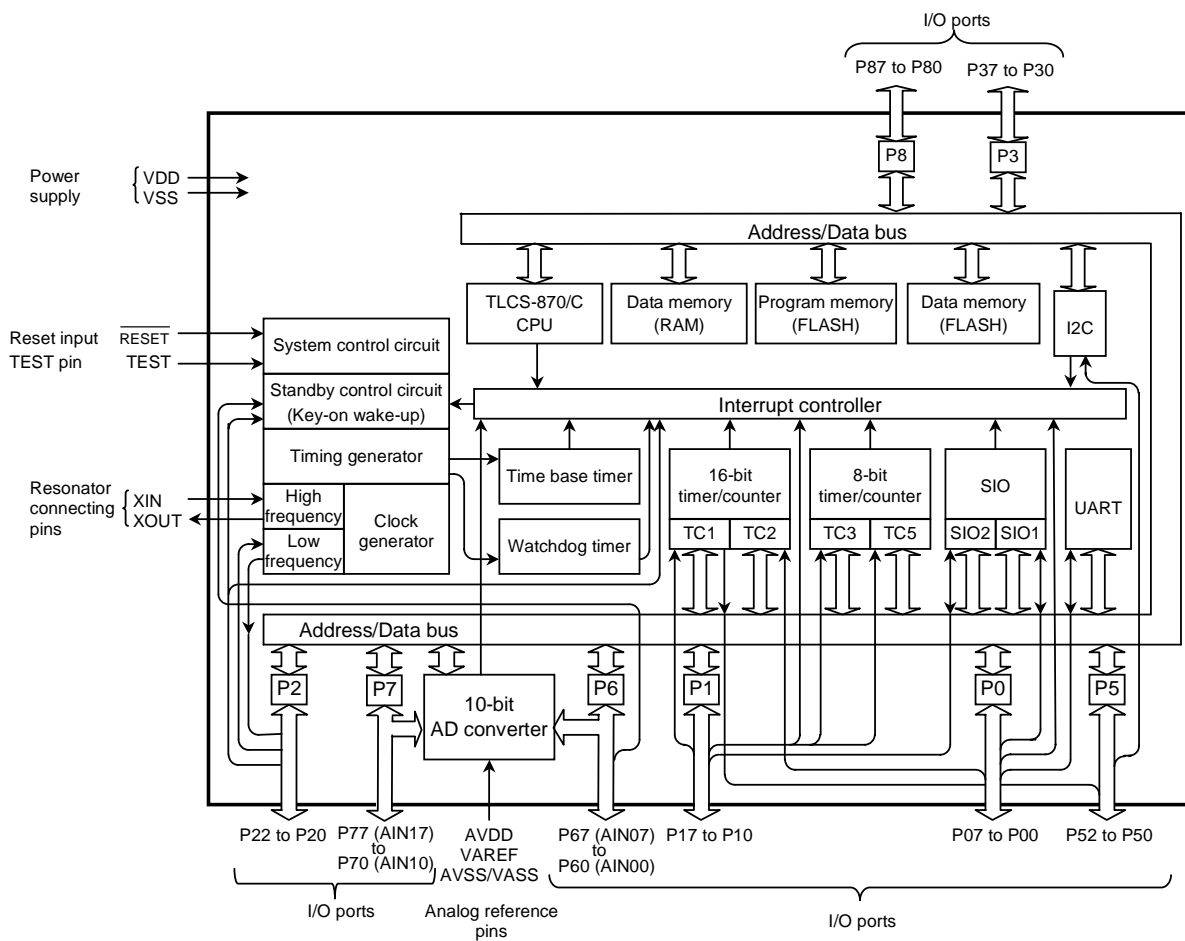 I/O ports
P87 to P80
P37 to P30
P8
P3
Power
supply
VDD
VSS
Address/Data bus
TLCS-870/C
CPU
Data memory
(RAM)
Program memory
(FLASH)
Data memory
(FLASH)
I2C
Reset input
RESET
TEST pin
TEST
System control circuit
Standby control circuit
(Key-on wake-up)
Interrupt controller
Timing generator
Time base timer
16-bit
timer/counter
TC1
TC2
8-bit
timer/counter
TC3
TC5
SIO
SIO2
SIO1
UART
Resonator
connecting
pins
XIN
XOUT
High
frequency
Low
frequency
Clock
generator
Watchdog timer
Address/Data bus
P2
P7
10-bit
AD converter
P6
P1
P0
P5
P22 to P20
P77 (AIN17)
to
P70 (AIN10)
AVDD
VAREF
AVSS/VASS
P67 (AIN07)
to
P60 (AIN00)
P17 to P10
P07 to P00
P52 to P50
I/O ports
Analog reference
pins
I/O ports